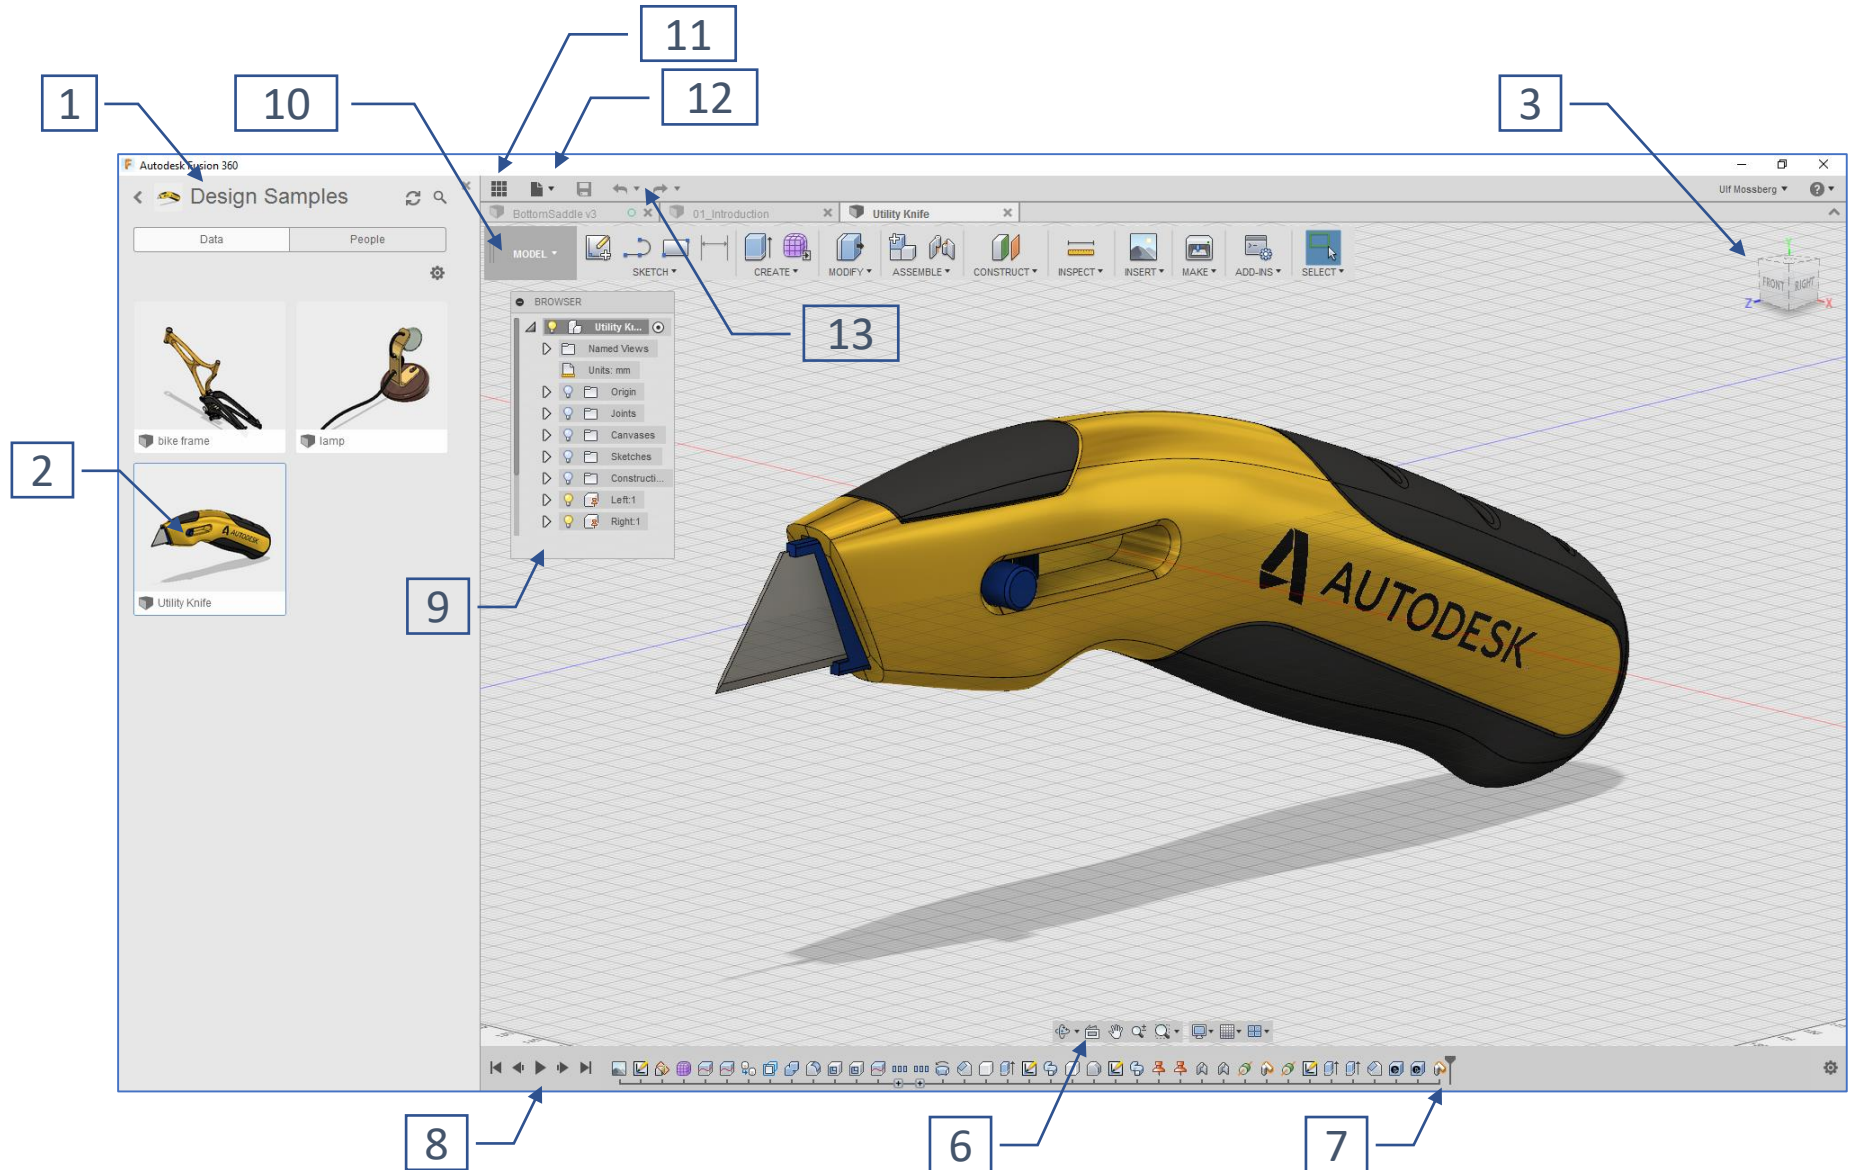 11
1
10
12
3
Autodesk Fusion 360
Design Samples
Ulf Mossberg
BottomSaddle v3
01_Introduction
Utility Knife
Data
People
MODEL
SKETCH
CREATE
MODIFY
ASSEMBLE
CONSTRUCT
INSPECT
INSERT
MAKE
ADD-INS
SELECT
FRONT
RIGHT
Y
Z
X
BROWSER
Utility Kn...
Named Views
Units: mm
Origin
Joints
Canvases
Sketches
Constructi...
Left:1
Right:1
13
bike frame
lamp
2
AUTODESK
Utility Knife
9
AUTODESK
8
6
7